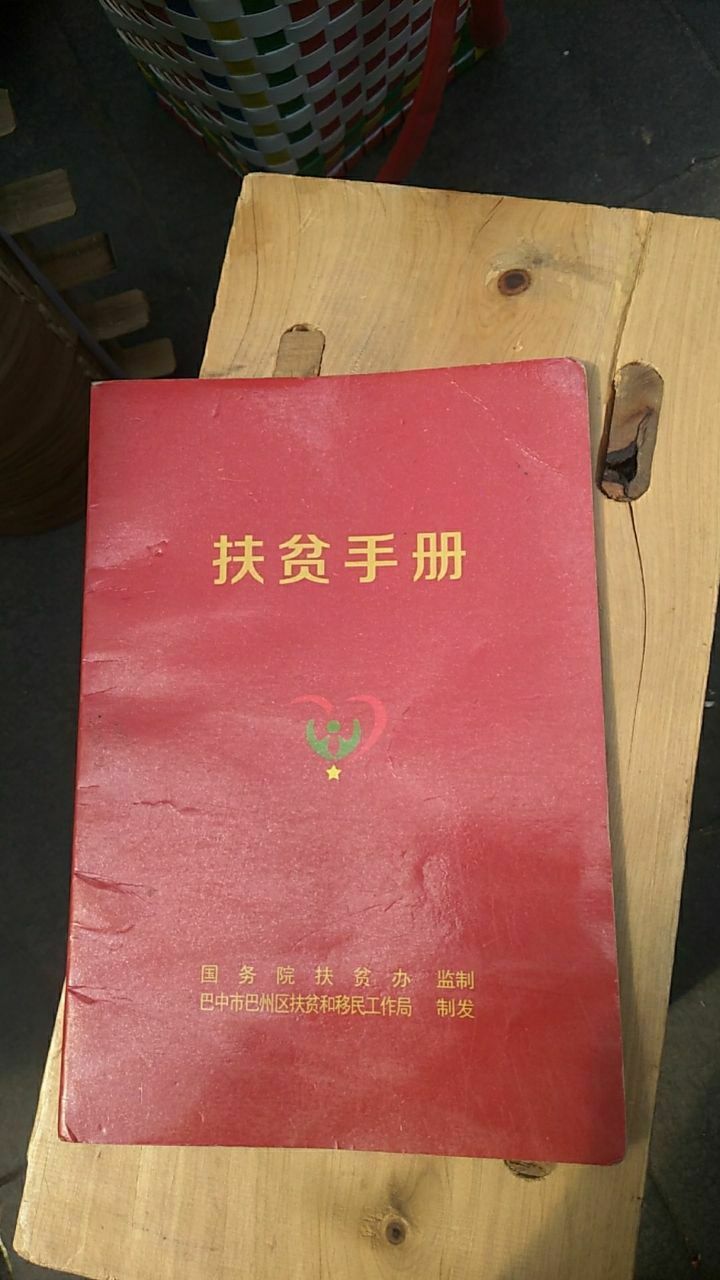 扶贫手册
国务院扶贫办 监制
巴中市巴州区扶贫和移民工作局 制发